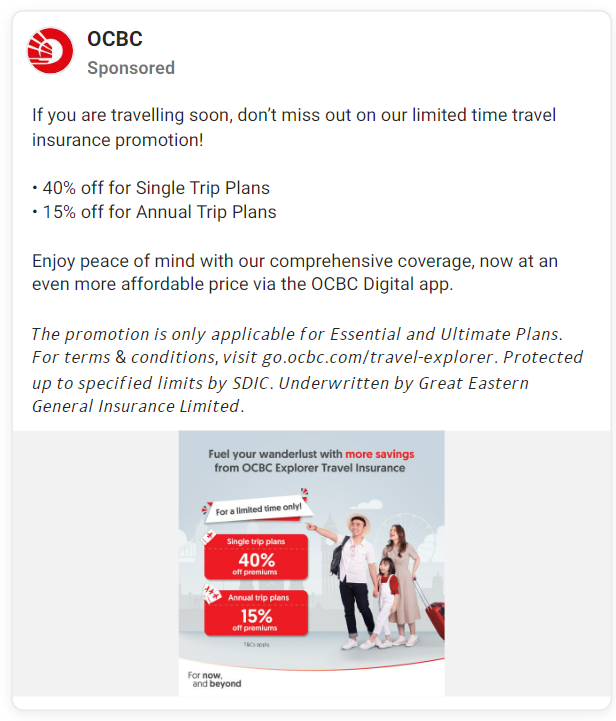 OCBC
Sponsored
If you are travelling soon, don’t miss out on our limited time travel
insurance promotion!
• 40% off for Single Trip Plans
• 15% off for Annual Trip Plans
Enjoy peace of mind with our comprehensive coverage, now at an
even more affordable price via the OCBC Digital app.
The promotion is only applicable for Essential and Ultimate Plans.
For terms & conditions, visit go.ocbc.com/travel-explorer. Protected
up to specified limits by SDIC. Underwritten by Great Eastern
General Insurance Limited.
Fuel your wanderlust with more savings
from OCBC Explorer Travel Insurance
For a limited time only!
Single trip plans
40%
off premiums
Annual trip plans
15%
off premiums
T&Cs apply
For now,
and beyond